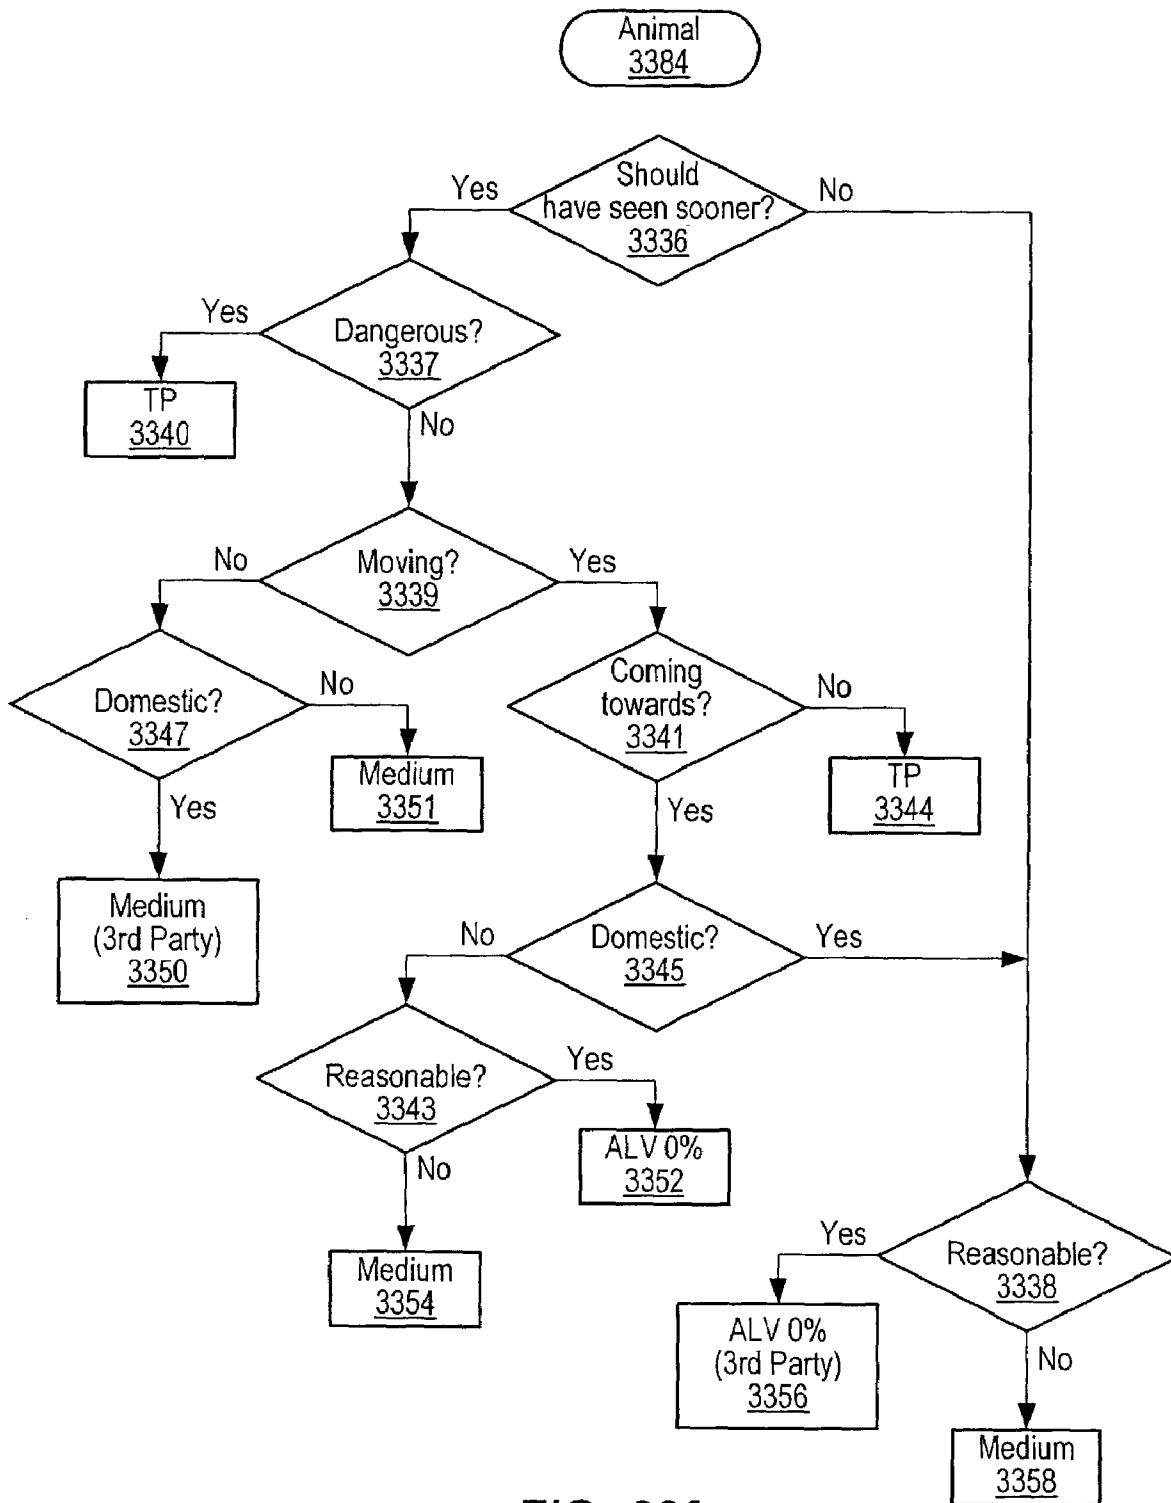 Animal
3384
Should
have seen sooner?
3336
Yes
No
Dangerous?
3337
Yes
No
TP
3340
Moving?
3339
No
Yes
Domestic?
3347
No
Yes
Coming
towards?
3341
No
Yes
Medium
3351
TP
3344
Medium
(3rd Party)
3350
Domestic?
3345
No
Yes
Reasonable?
3343
Yes
No
ALV 0%
3352
Medium
3354
Reasonable?
3338
Yes
No
ALV 0%
(3rd Party)
3356
Medium
3358